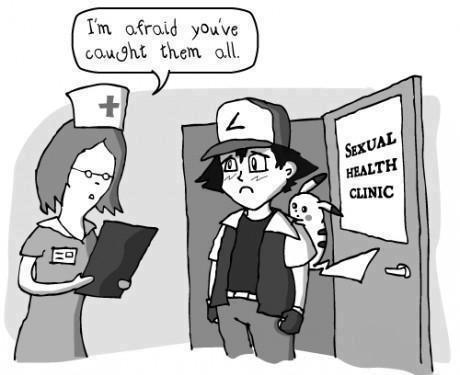 I'm afraid you've
caught them all.
SEXUAL
HEALTH
CLINIC